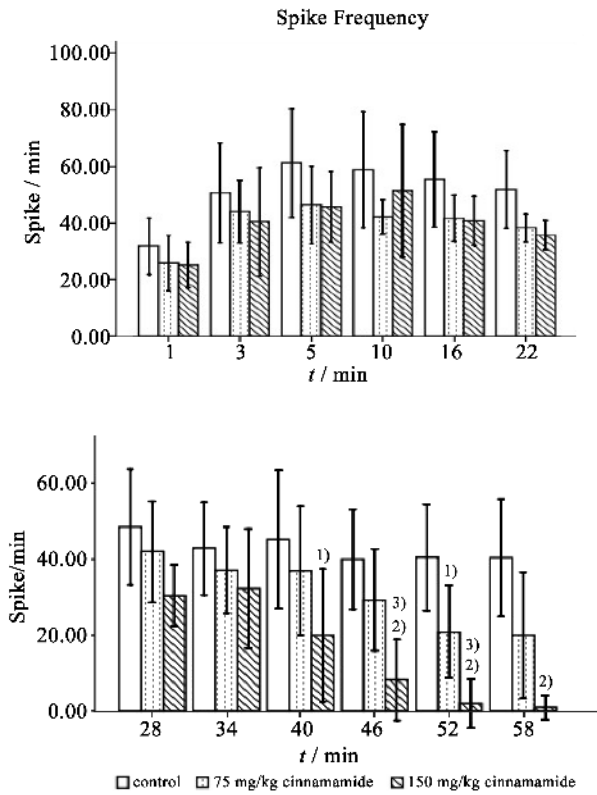 Spike Frequency
100.00
80.00
60.00
40.00
20.00
0.00
Spike / min
1 3 5 10 16 22
t / min
60.00
40.00
20.00
0.00
Spike/min
1)
3)
2)
1)
3)
2)
2)
28 34 40 46 52 58
t / min
control 75 mg/kg cinnamamide 150 mg/kg cinnamamide